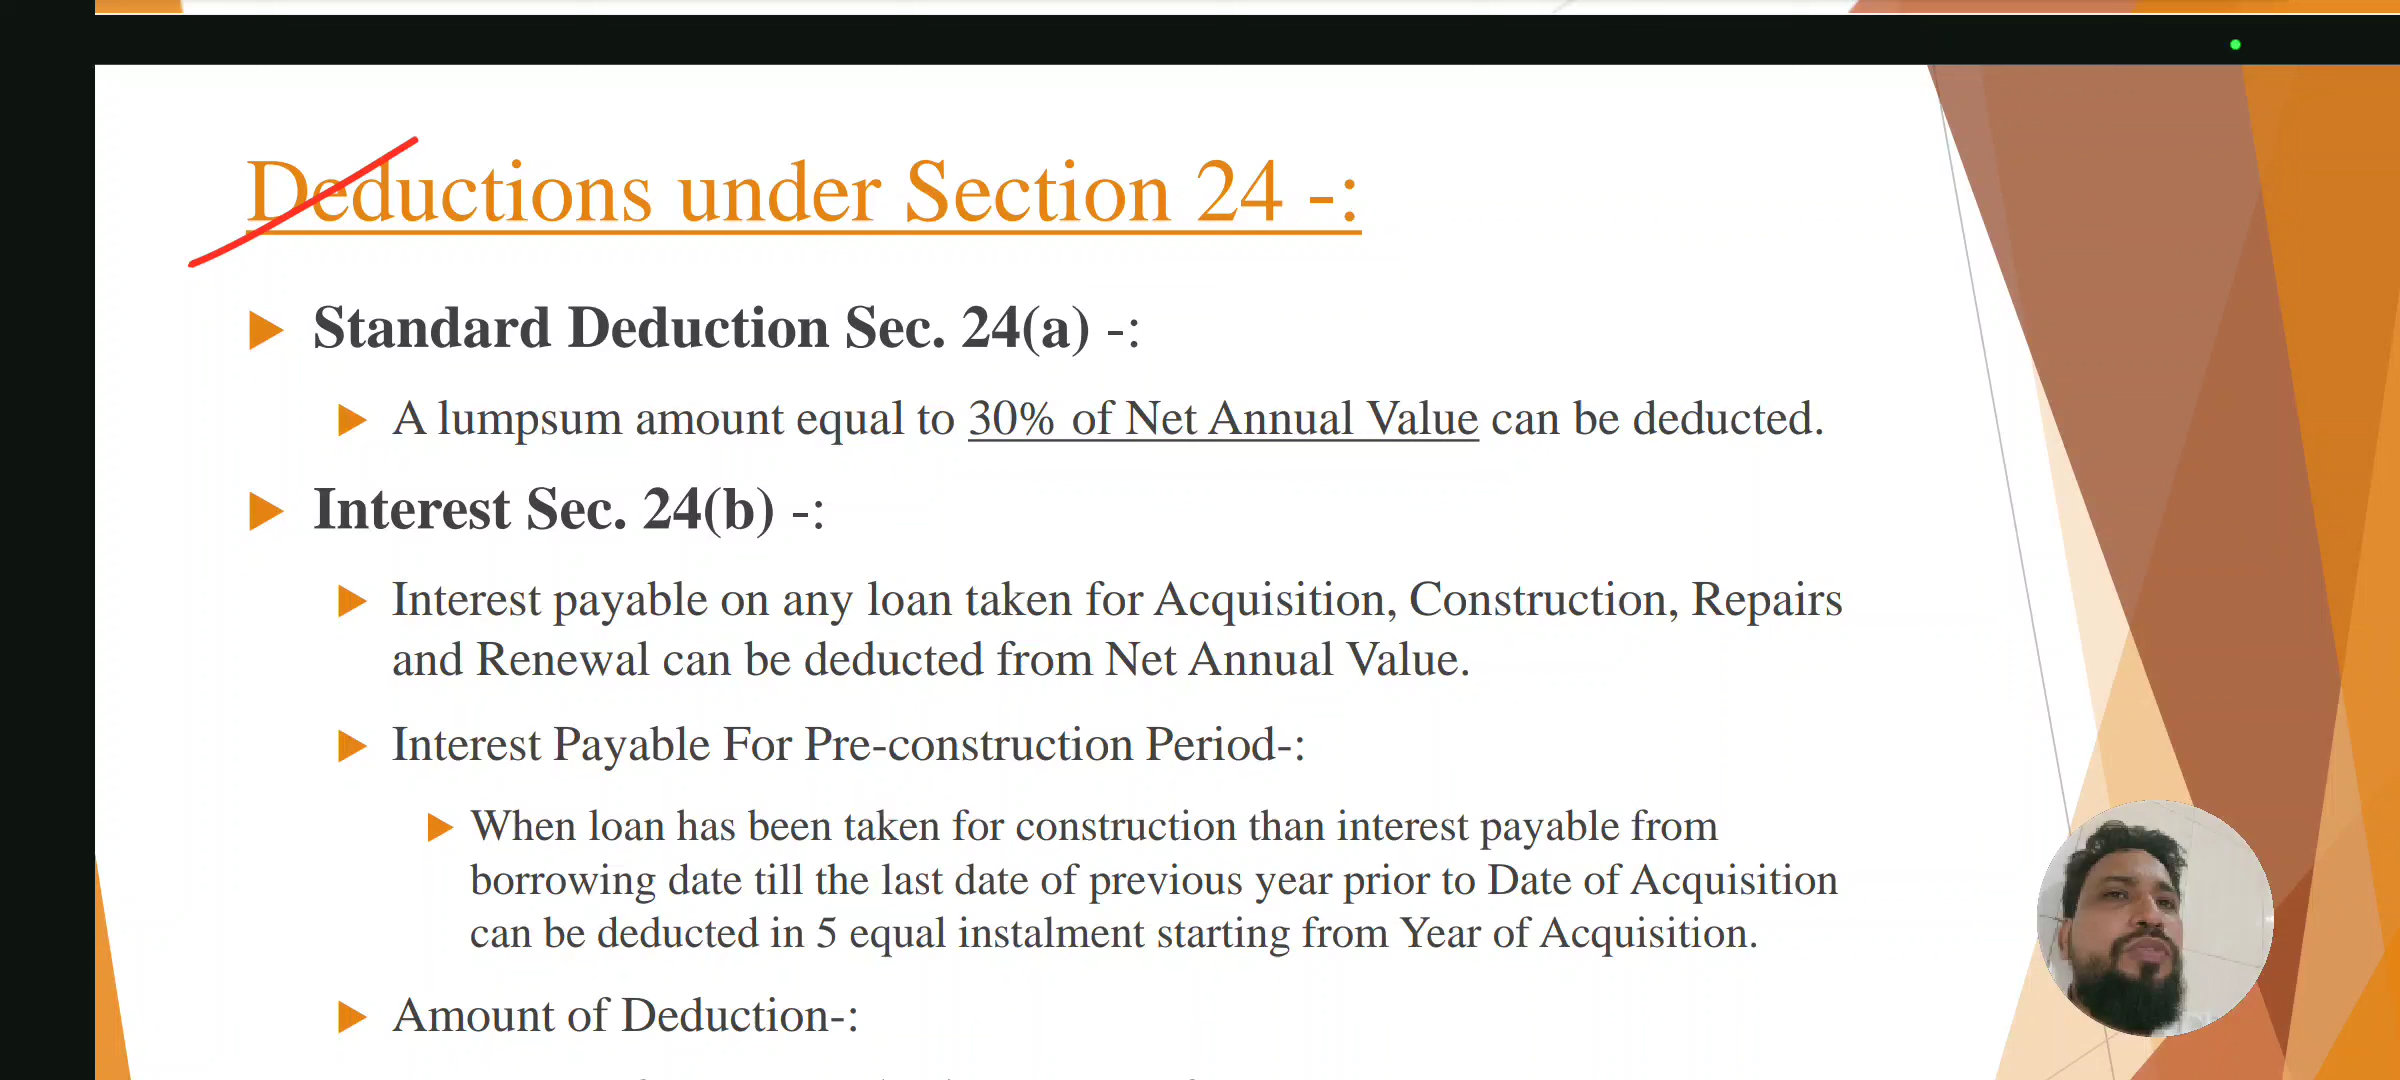 Deductions under Section 24 -:
Standard Deduction Sec. 24(a) -:
A lumpsum amount equal to 30% of Net Annual Value can be deducted.
Interest Sec. 24(b) -:
Interest payable on any loan taken for Acquisition, Construction, Repairs
and Renewal can be deducted from Net Annual Value.
Interest Payable For Pre-construction Period-:
When loan has been taken for construction than interest payable from
borrowing date till the last date of previous year prior to Date of Acquisition
can be deducted in 5 equal instalment starting from Year of Acquisition.
Amount of Deduction-: